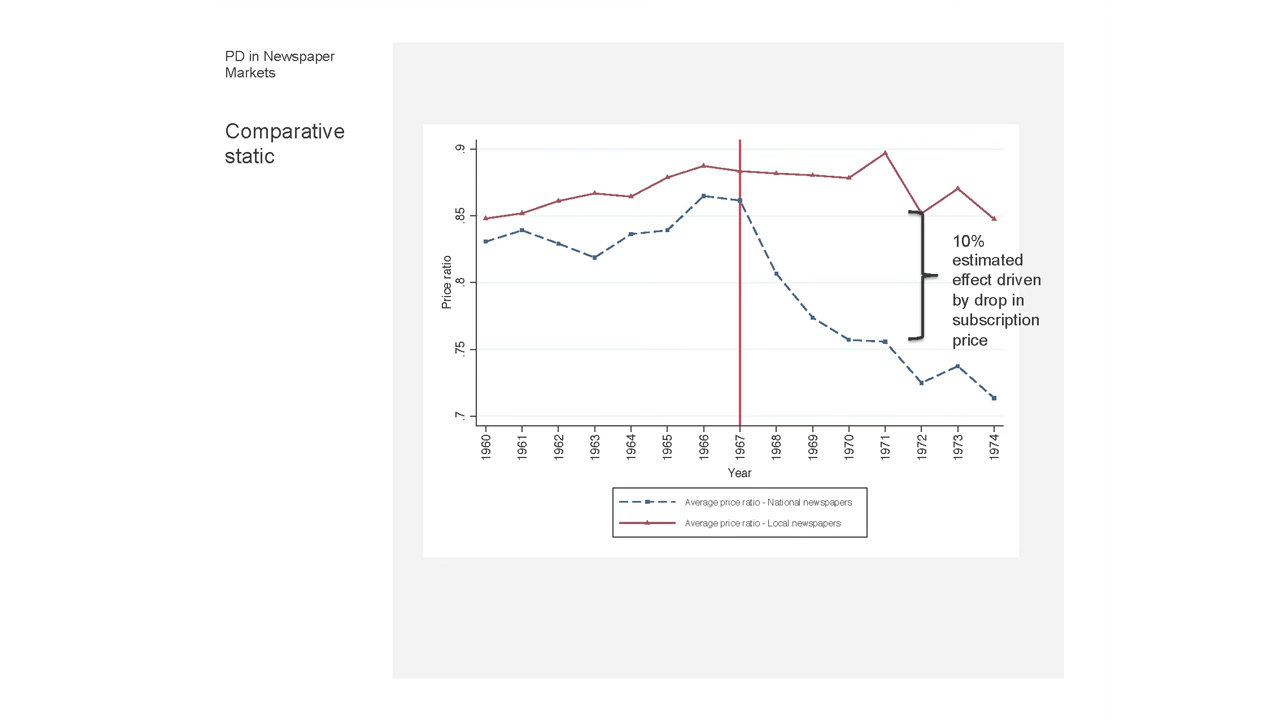 PD in Newspaper
Markets
Comparative
static
.9
.85
.8
.75
.7
Price ratio
10%
estimated
effect driven
by drop in
subscription
price
1960
1961
1962
1963
1964
1965
1966
1967
1968
1969
1970
1971
1972
1973
1974
Year
Average price ratio - National newspapers
Average price ratio - Local newspapers